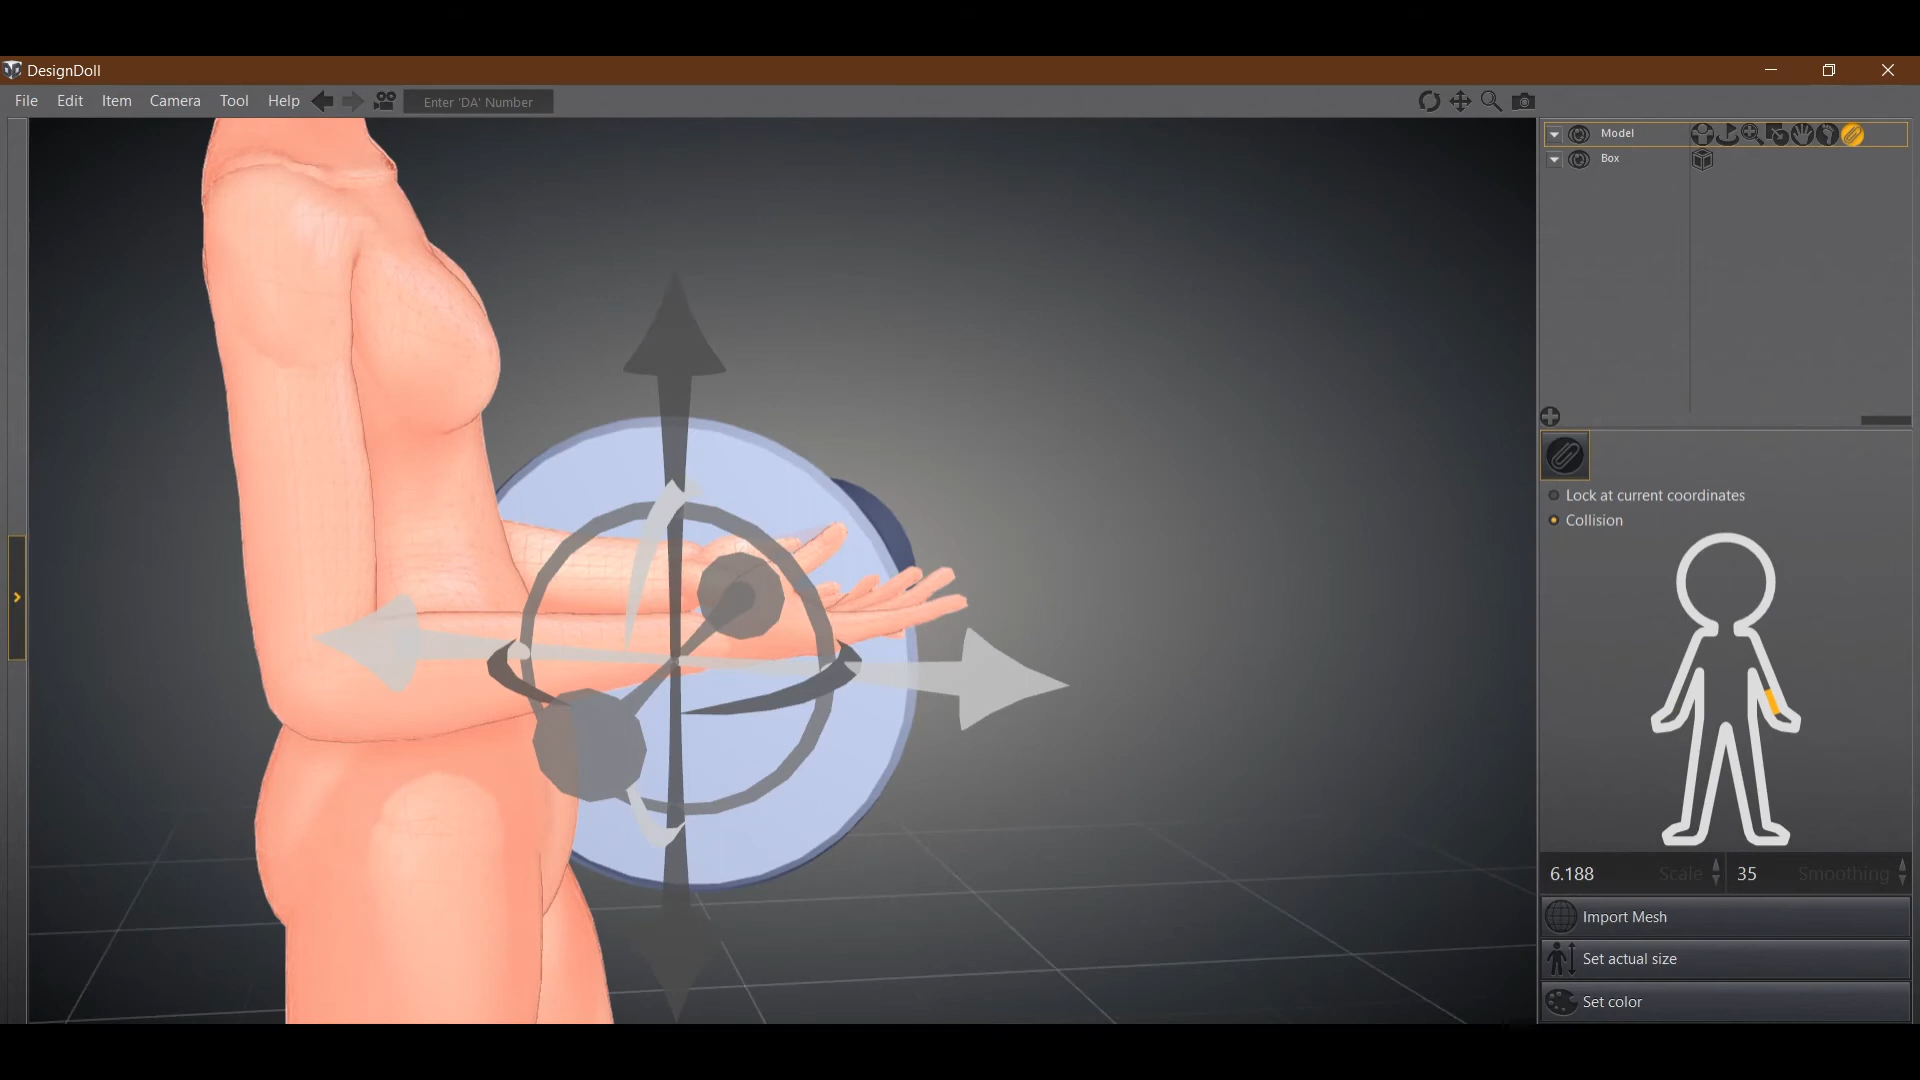 DesignDoll
File Edit Item Camera Tool Help Enter 'DA' Number
Model
Box
Lock at current coordinates
Collision
6.188 Scale 35 Smoothing
Import Mesh
Set actual size
Set color